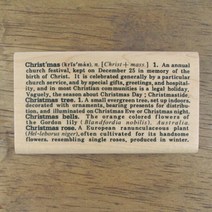 Christ'mas (krĭs'məs), n. [Christ + mass.] 1. An annual
church festival, kept on December 25 in memory of the
birth of Christ. It is celebrated generally by a particular
church service, and by special gifts, greetings, and hospital-
ity, and in most Christian communities is a legal holiday.
Vaguely, the season about Christmas Day; Christmastide.
Christmas tree. 1. A small evergreen tree, set up indoors,
decorated with ornaments, bearing presents for distribu-
tion, and illuminated on Christmas Eve or Christmas.
Christmas bells. The orange colored flowers of
the Gordon lily (Blandfordia nobilis). Australia.
Christmas rose. A European ranunculaceous plant
(Helleborus niger), often cultivated for its handsome
flowers, resembling single roses, produced in winter.